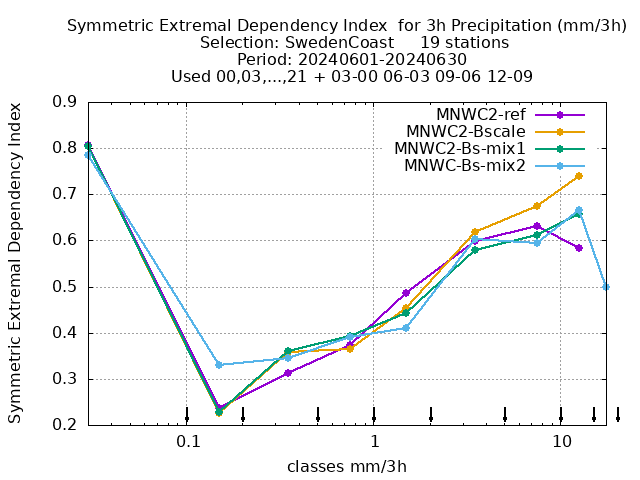 Symmetric Extremal Dependency Index  for 3h Precipitation (mm/3h)
Selection: SwedenCoast     19 stations
Period: 20240601-20240630
Used 00,03,...,21 + 03-00 06-03 09-06 12-09
Symmetric Extremal Dependency Index
0.9
0.8
0.7
0.6
0.5
0.4
0.3
0.2
MNWC2-ref
MNWC2-Bscale
MNWC2-Bs-mix1
MNWC-Bs-mix2
0.1
1
10
classes mm/3h